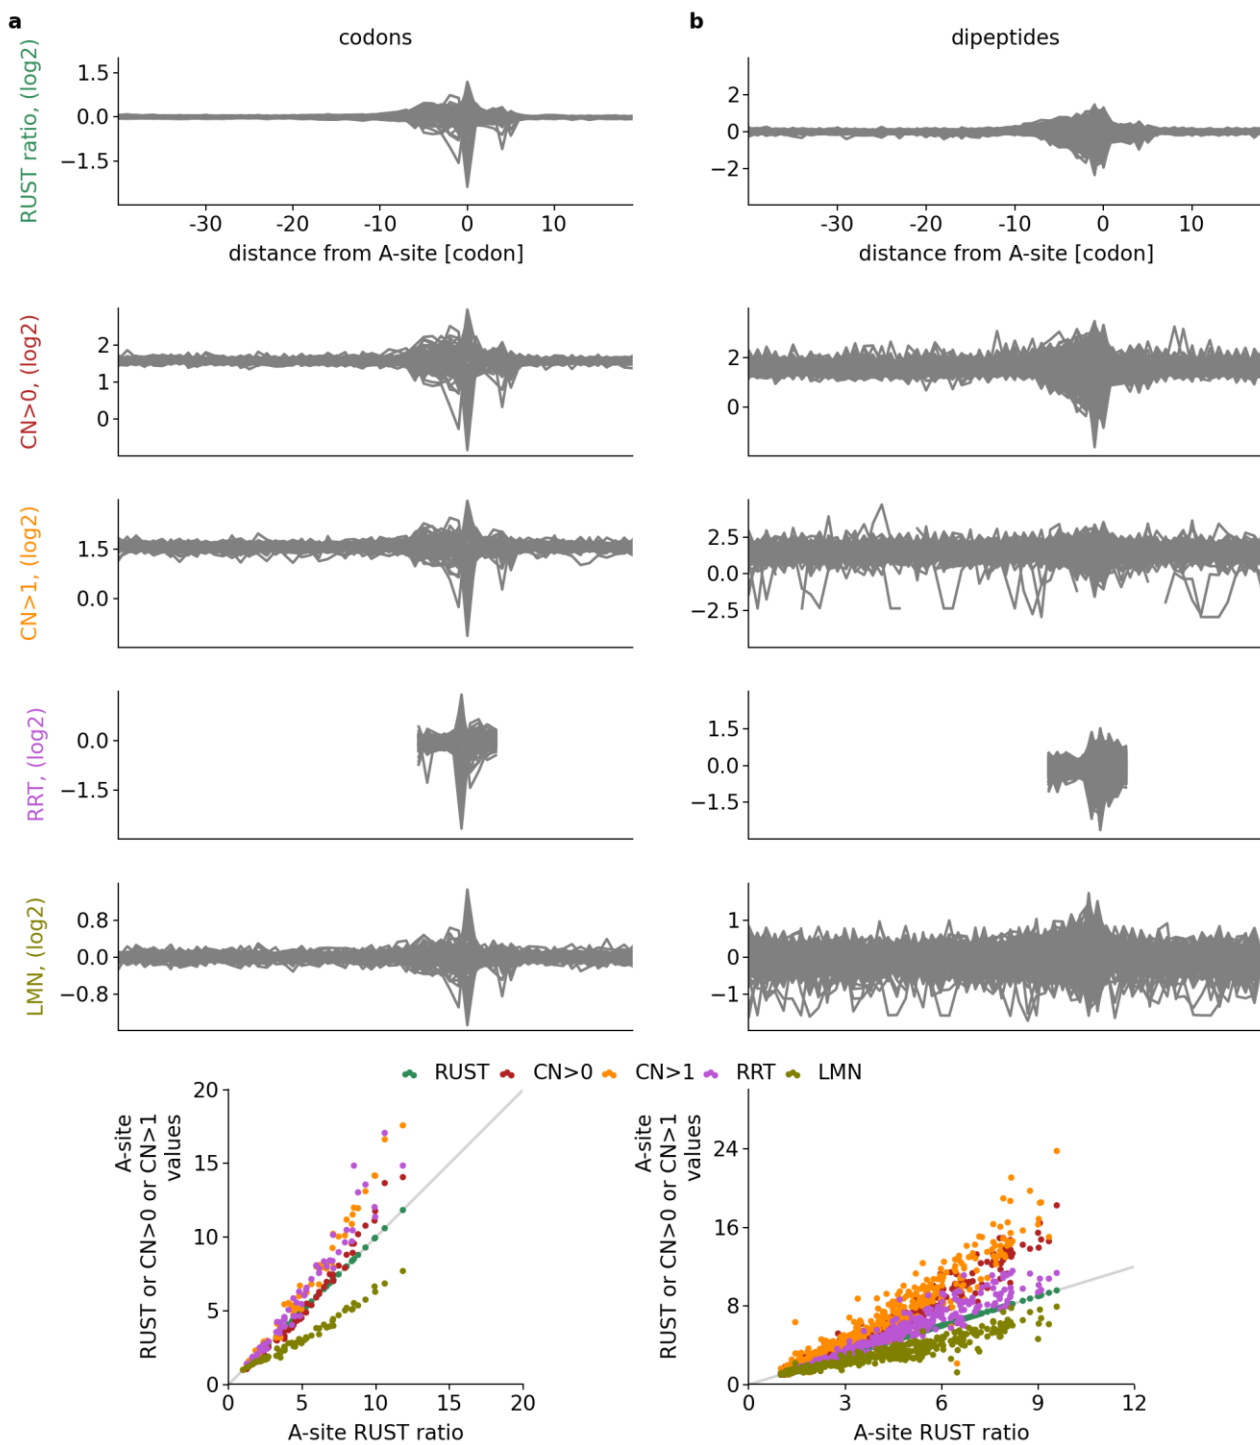 a
codons
RUST ratio, (log2)
1.5
0.0
−1.5
-30 -20 -10 0 10
distance from A-site [codon]
CN>0, (log2)
2
1
0
CN>1, (log2)
1.5
0.0
RRT, (log2)
0.0
−1.5
LMN, (log2)
0.8
0.0
−0.8
b
dipeptides
2
0
−2
-30 -20 -10 0 10
distance from A-site [codon]
2
0
2.5
0.0
−2.5
1.5
0.0
−1.5
1
0
−1
RUST CN>0 CN>1 RRT LMN
A-site
RUST or CN>0 or CN>1
values
20
15
10
5
0
0 5 10 15 20
A-site RUST ratio
A-site
RUST or CN>0 or CN>1
values
24
16
8
0
0 3 6 9 12
A-site RUST ratio